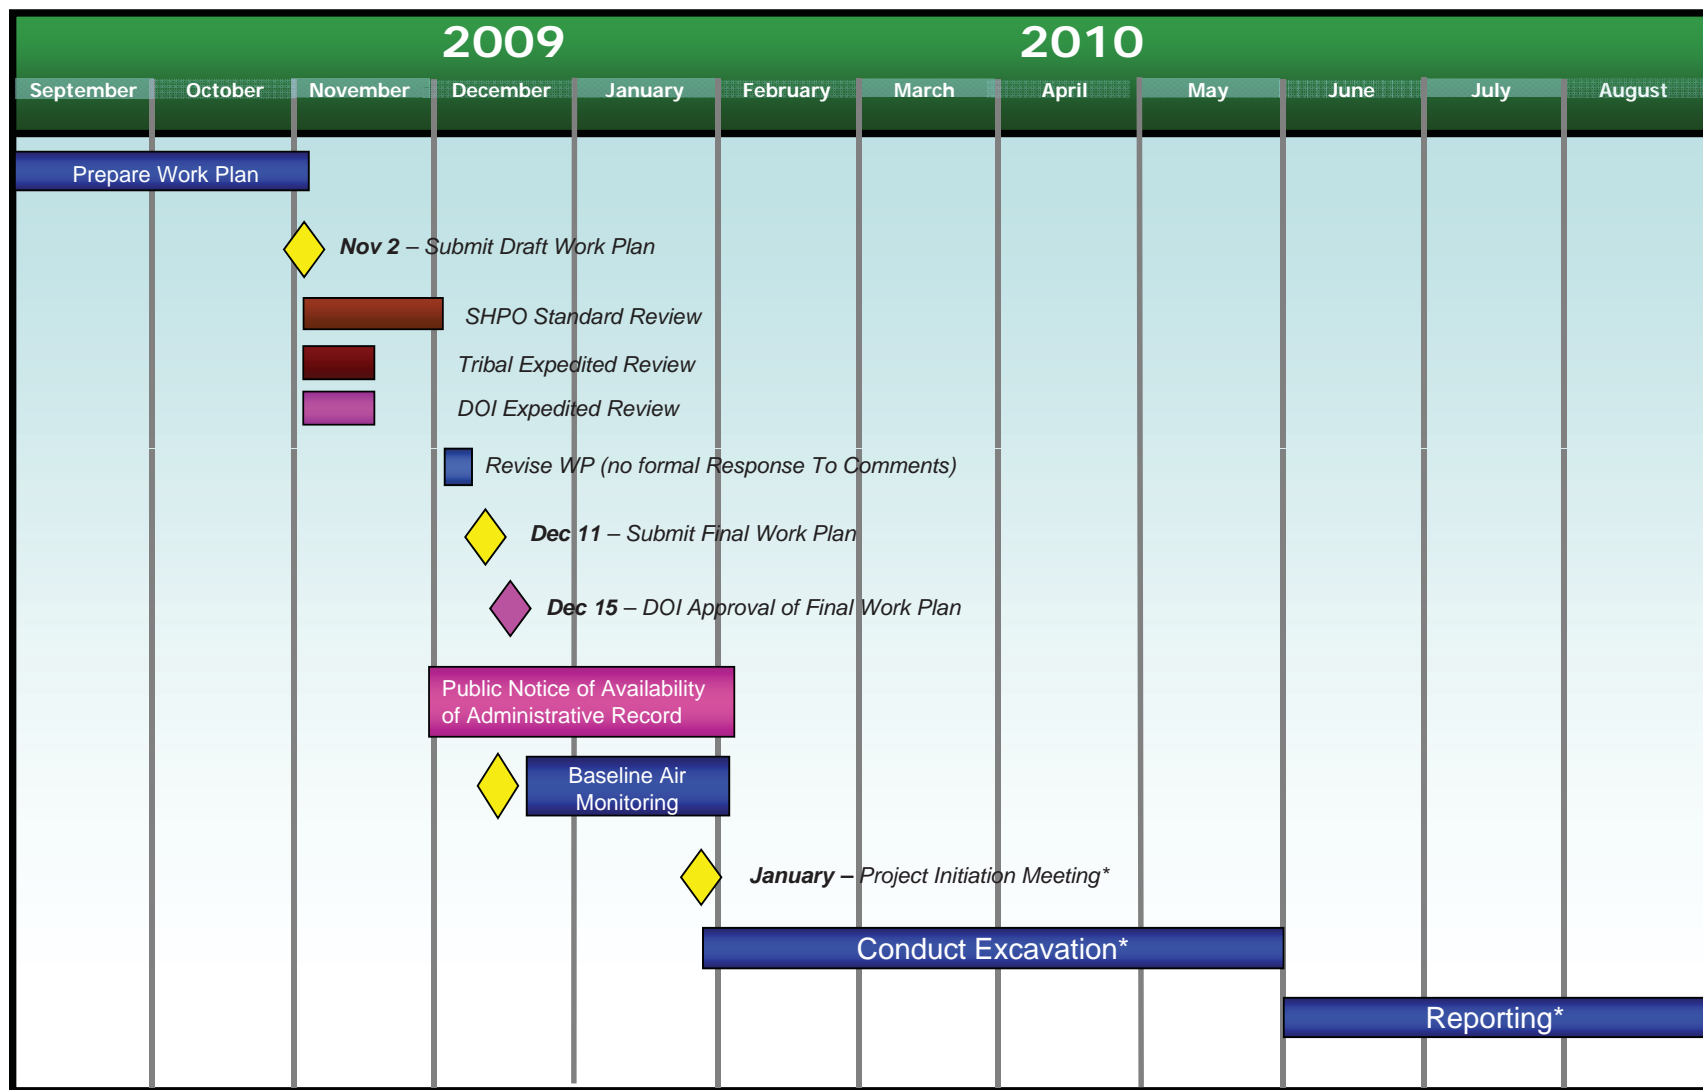 2009 2010
September October November December January February March April May June July August
Prepare Work Plan
Nov 2 – Submit Draft Work Plan
SHPO Standard Review
Tribal Expedited Review
DOI Expedited Review
Revise WP (no formal Response To Comments)
Dec 11 – Submit Final Work Plan
Dec 15 – DOI Approval of Final Work Plan
Public Notice of Availability
of Administrative Record
Baseline Air
Monitoring
January – Project Initiation Meeting*
Conduct Excavation*
Reporting*